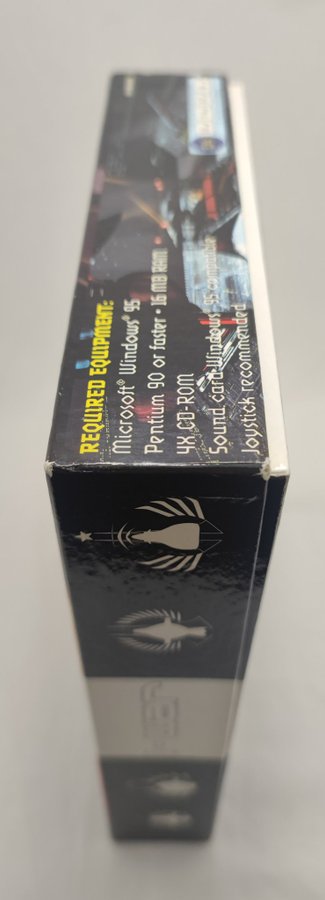 REQUIRED EQUIPMENT:
Microsoft® Windows® 95
Pentium 90 or faster • 16 MB RAM •
4X CD-ROM
Sound card Windows® 95 compatible
Joystick recommended